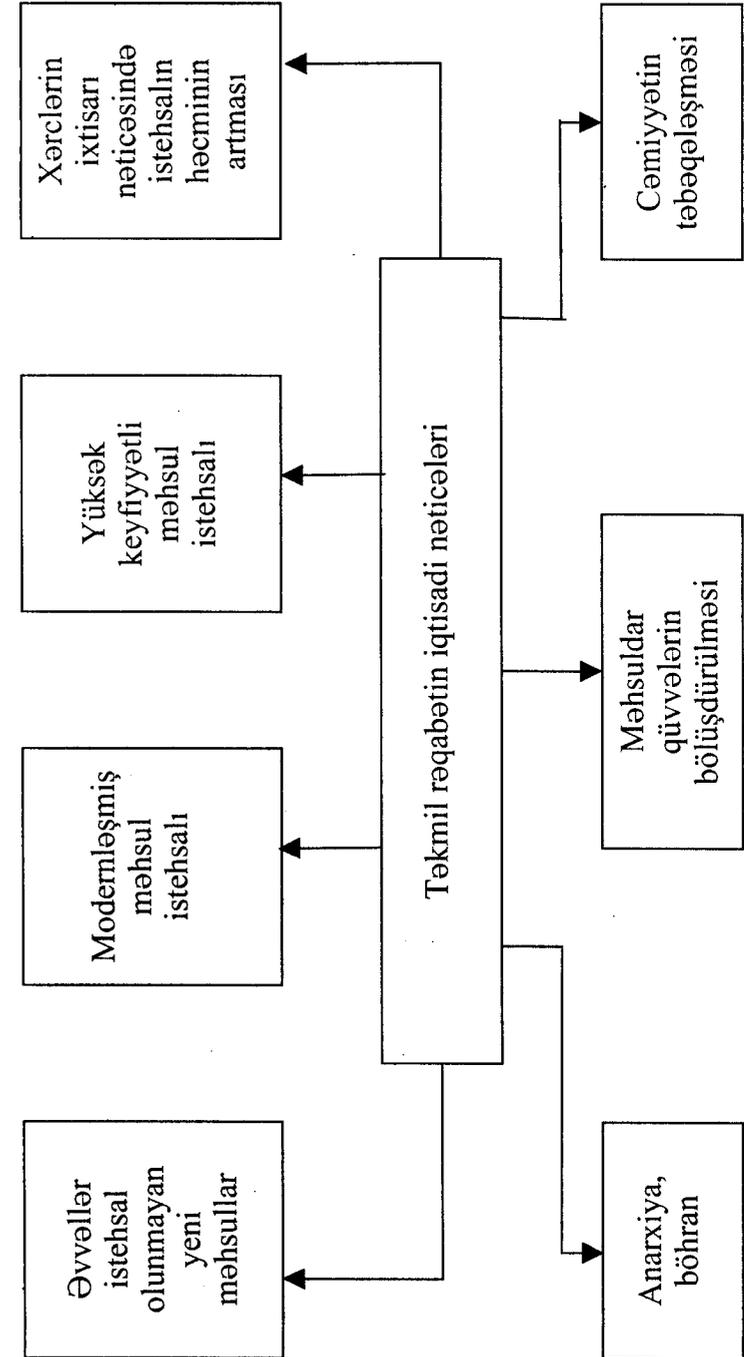 Əvvəllər
istehsal
olunmayan
yeni
məhsullar
Modernləşmiş
məhsul
istehsalı
Yüksək
keyfiyyətli
məhsul
istehsalı
Xərclərin
ixtisarı
nəticəsində
istehsalın
həcminin
artması
Təkmil rəqabətin iqtisadi nəticələri
Anarxiya,
böhran
Məhsuldar
qüvvələrin
bölüşdürülməsi
Cəmiyyətin
təbəqələşməsi